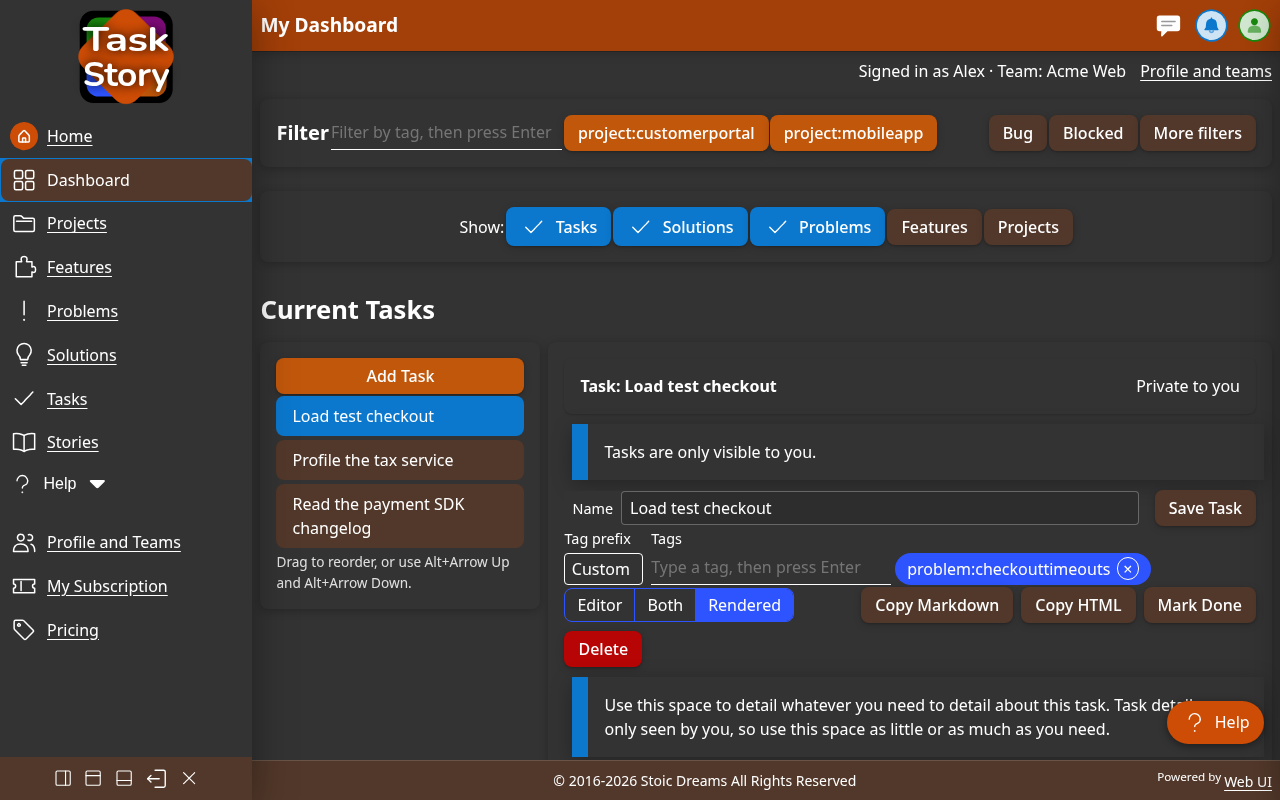 Task
Story
Home
Dashboard
Projects
Features
Problems
Solutions
Tasks
Stories
Help
Profile and Teams
My Subscription
Pricing
My Dashboard
Signed in as Alex · Team: Acme Web Profile and teams
Filter Filter by tag, then press Enter project:customerportal project:mobileapp Bug Blocked More filters
Show: Tasks Solutions Problems Features Projects
Current Tasks
Add Task
Load test checkout
Profile the tax service
Read the payment SDK
changelog
Drag to reorder, or use Alt+Arrow Up
and Alt+Arrow Down.
Task: Load test checkout Private to you
Tasks are only visible to you.
Name Load test checkout Save Task
Tag prefix Tags
Custom Type a tag, then press Enter problem:checkouttimeouts
Editor Both Rendered Copy Markdown Copy HTML Mark Done
Delete
Use this space to detail whatever you need to detail about this task. Task
only seen by you, so use this space as little or as much as you need.
Help
© 2016-2026 Stoic Dreams All Rights Reserved
Powered by Web UI